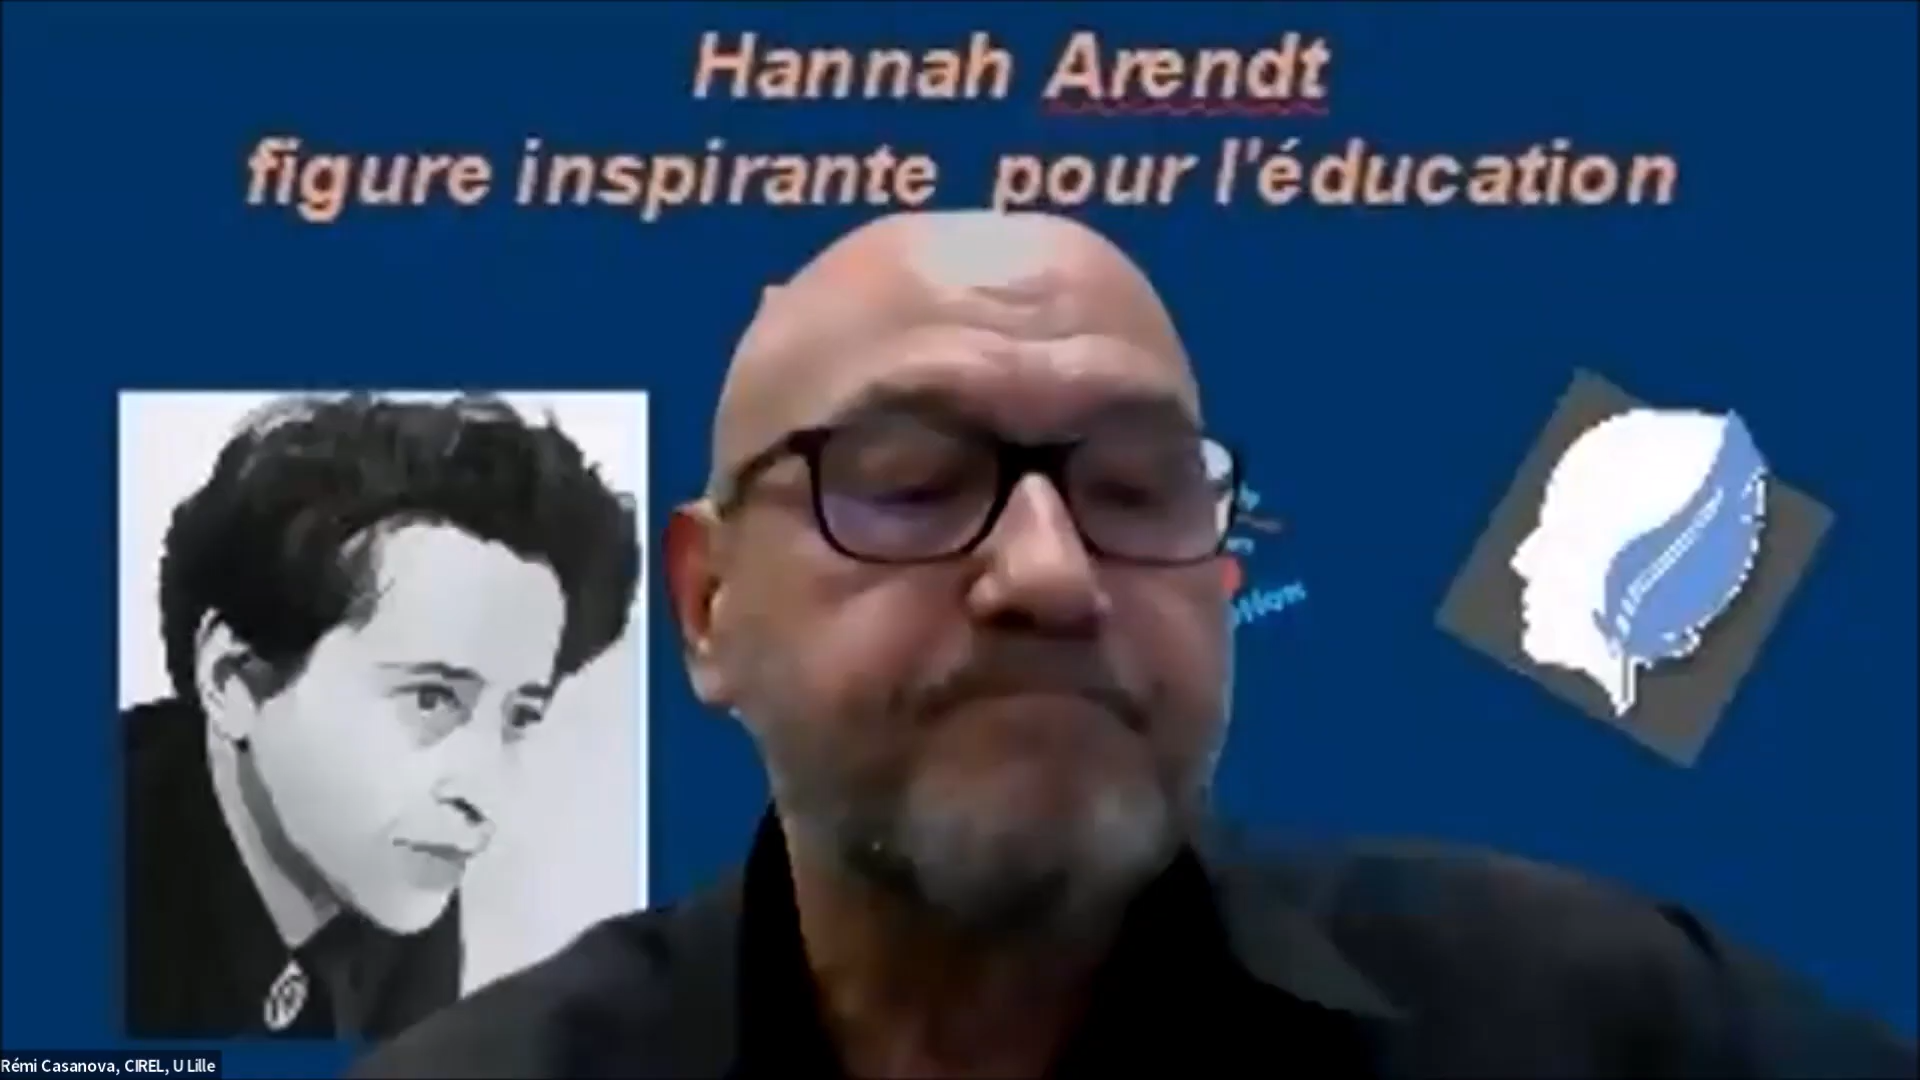 Hannah Arendt
figure inspirante pour l'éducation
Rémi Casanova, CIREL, U Lille